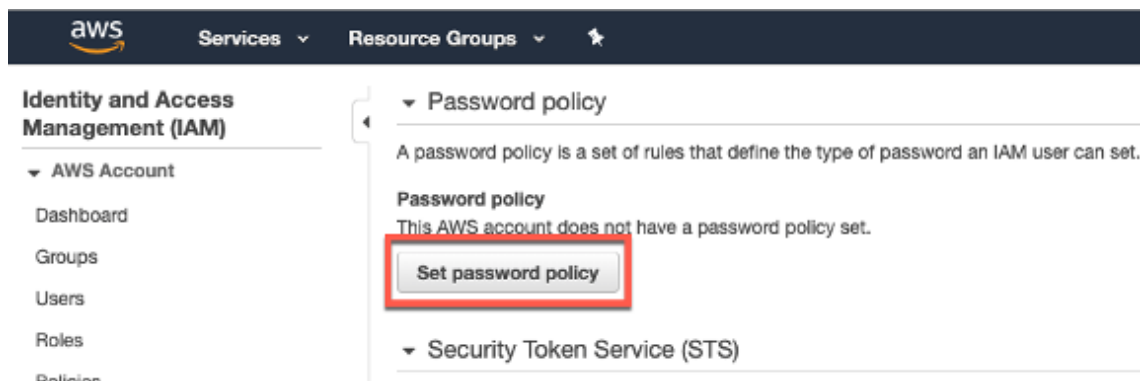 aws
Services
Resource Groups
Identity and Access
Management (IAM)
AWS Account
Dashboard
Groups
Users
Roles
Policies
Password policy
A password policy is a set of rules that define the type of password an IAM user can set.
Password policy
This AWS account does not have a password policy set.
Set password policy
Security Token Service (STS)